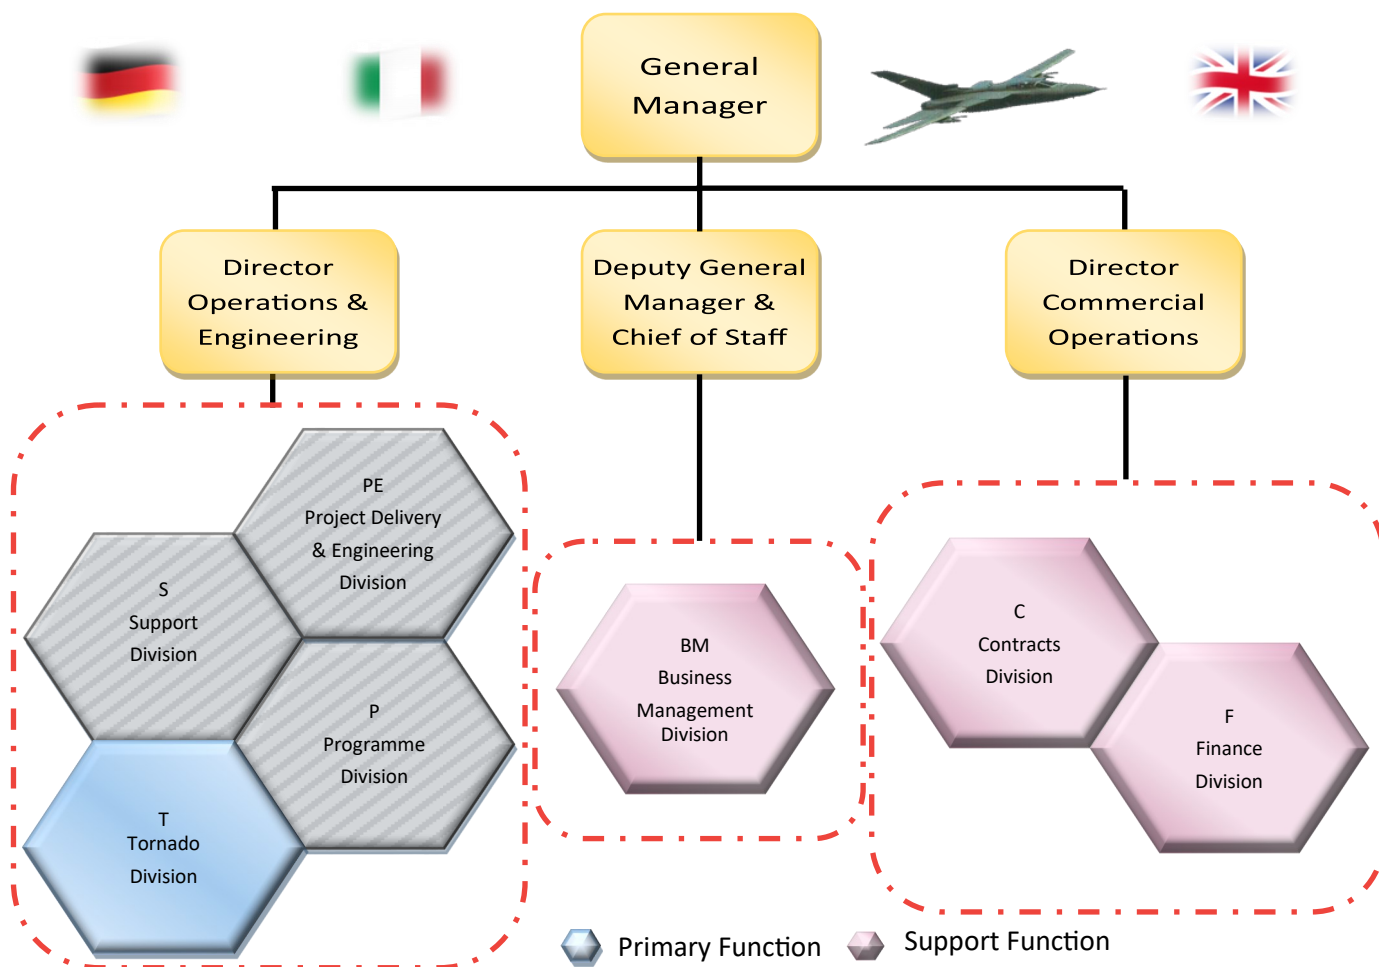 General
Manager
Director
Operations &
Engineering
Deputy General
Manager &
Chief of Staff
Director
Commercial
Operations
PE
Project Delivery
& Engineering
Division
S
Support
Division
P
Programme
Division
T
Tornado
Division
BM
Business
Management
Division
C
Contracts
Division
F
Finance
Division
Primary Function
Support Function